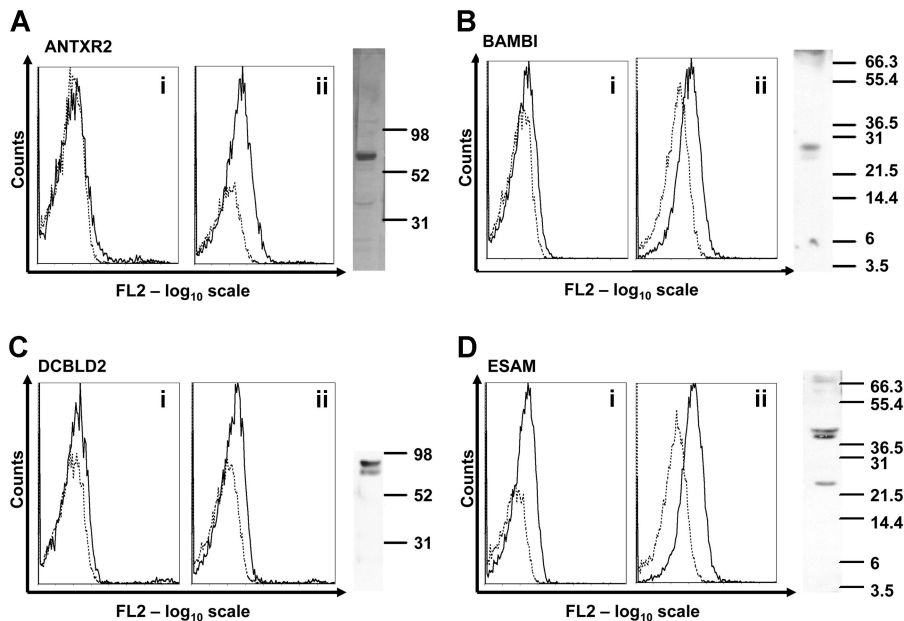 A
ANTXR2
i
ii
Counts
98
52
31
FL2 – log10 scale
B
BAMBI
i
ii
66.3
55.4
36.5
31
21.5
14.4
6
3.5
FL2 – log10 scale
C
DCBLD2
i
ii
Counts
98
52
31
FL2 – log10 scale
D
ESAM
i
ii
Counts
66.3
55.4
36.5
31
21.5
14.4
6
3.5
FL2 – log10 scale
Counts